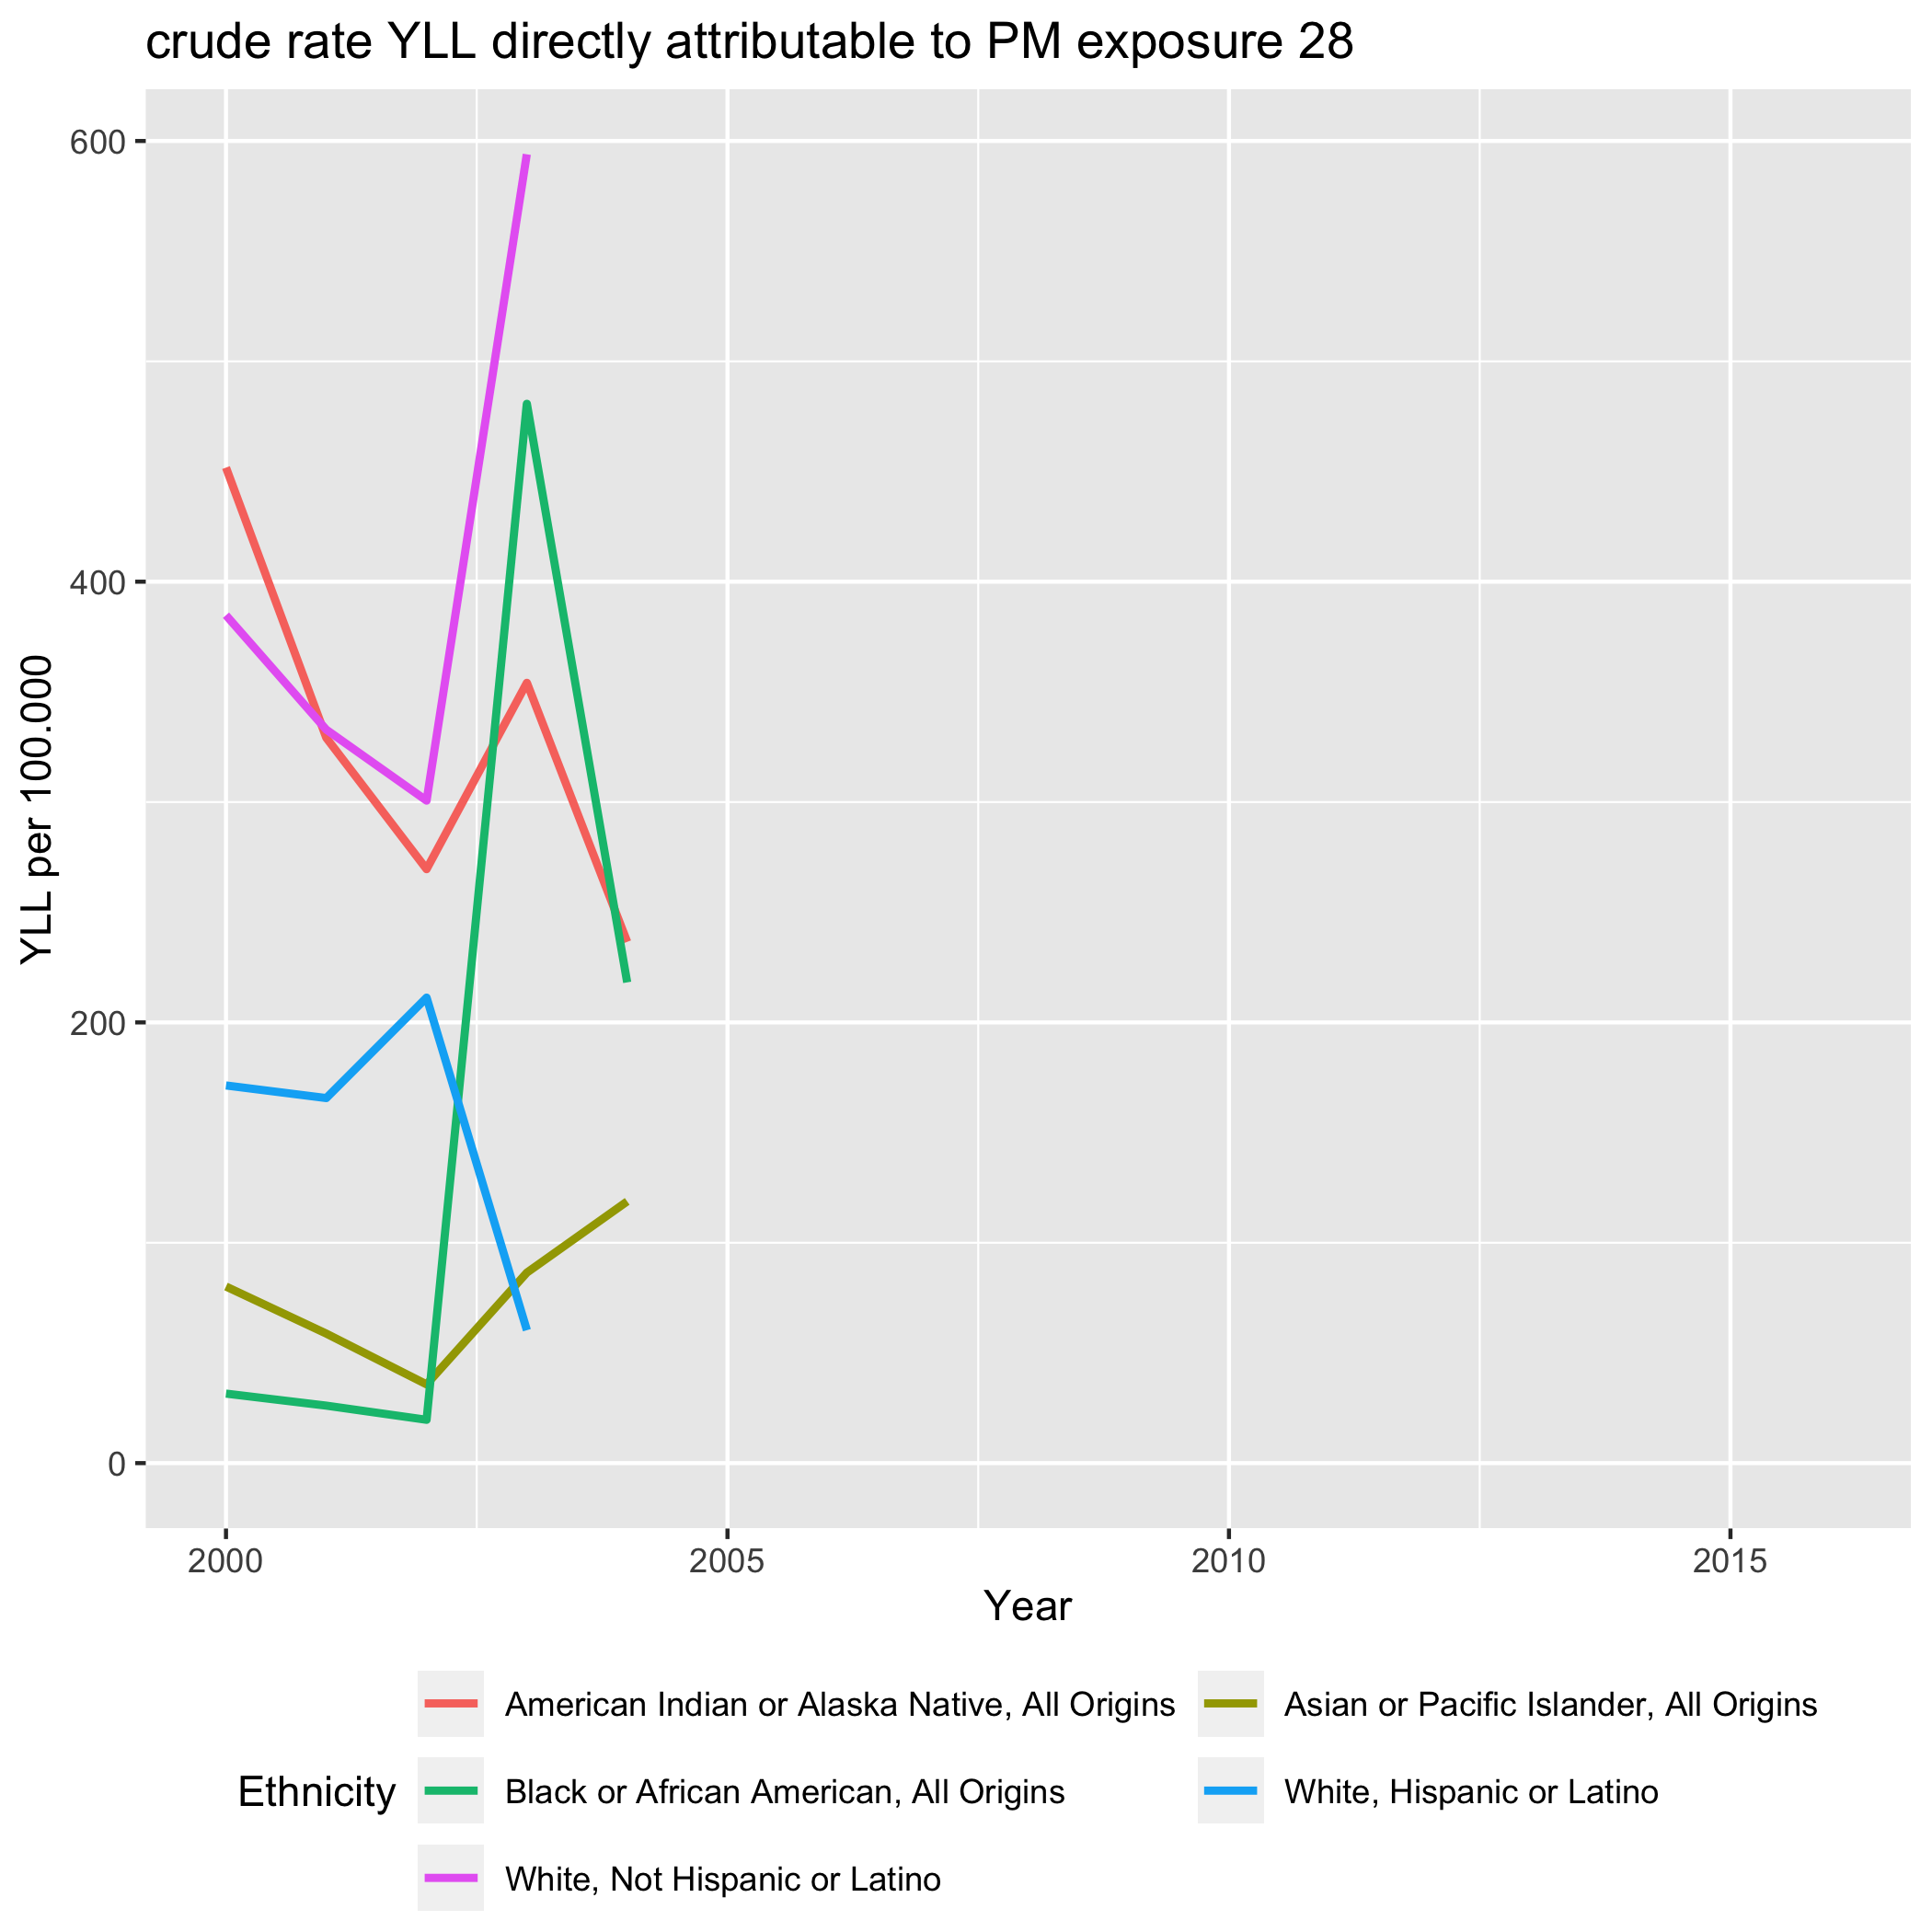 crude rate YLL directly attributable to PM exposure 28
600
400
200
0
YLL per 100.000
2000 2005 2010 2015
Year
Ethnicity
American Indian or Alaska Native, All Origins
Asian or Pacific Islander, All Origins
Black or African American, All Origins
White, Hispanic or Latino
White, Not Hispanic or Latino